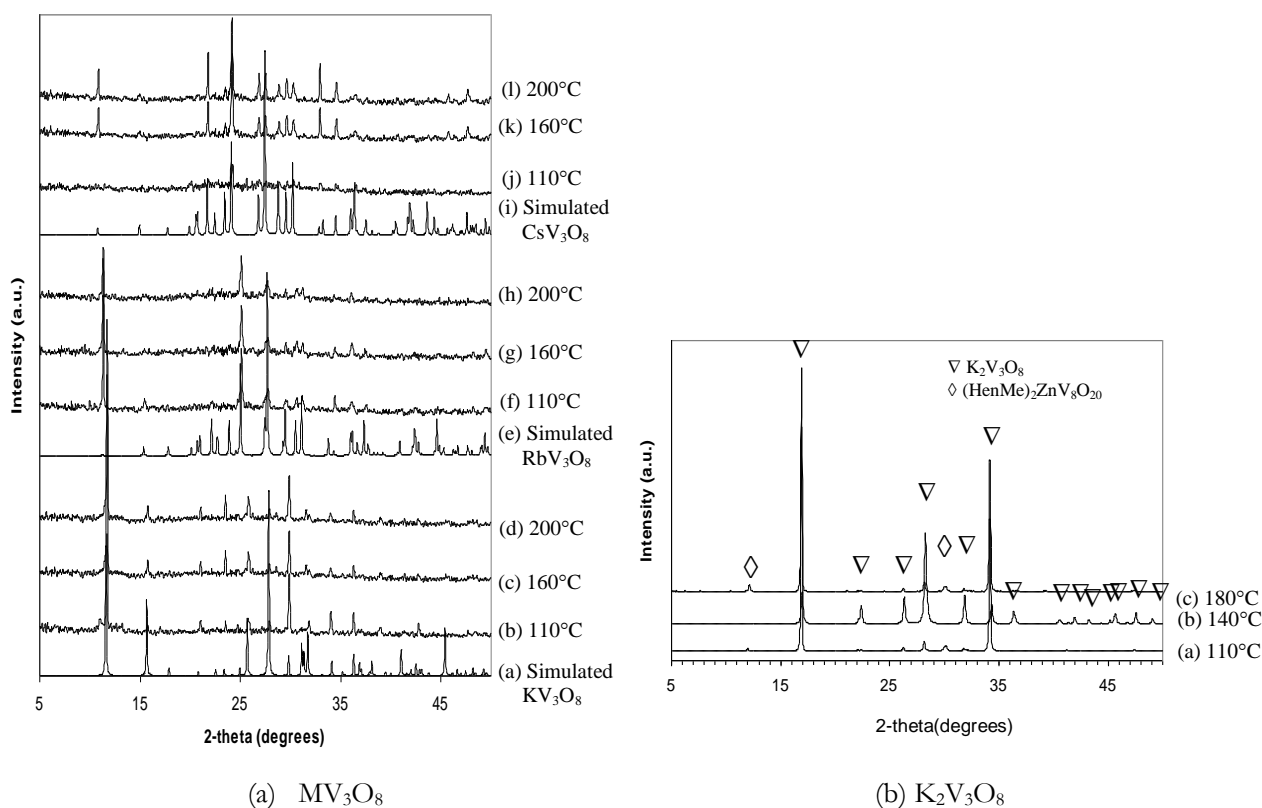 (l) 200°C
(k) 160°C
(j) 110°C
(i) Simulated
CsV₃O₈
(h) 200°C
(g) 160°C
(f) 110°C
(e) Simulated
RbV₃O₈
(d) 200°C
(c) 160°C
(b) 110°C
(a) Simulated
KV₃O₈
Intensity (a.u.)
Intensity (a.u.)
5 15 25 35 45
2-theta (degrees)
(a) MV₃O₈
Intensity (a.u.)
▽ K₂V₃O₈
◇ (HenMe)₂ZnV₈O₂₀
(c) 180°C
(b) 140°C
(a) 110°C
5 15 25 35 45
2-theta(degrees)
(b) K₂V₃O₈